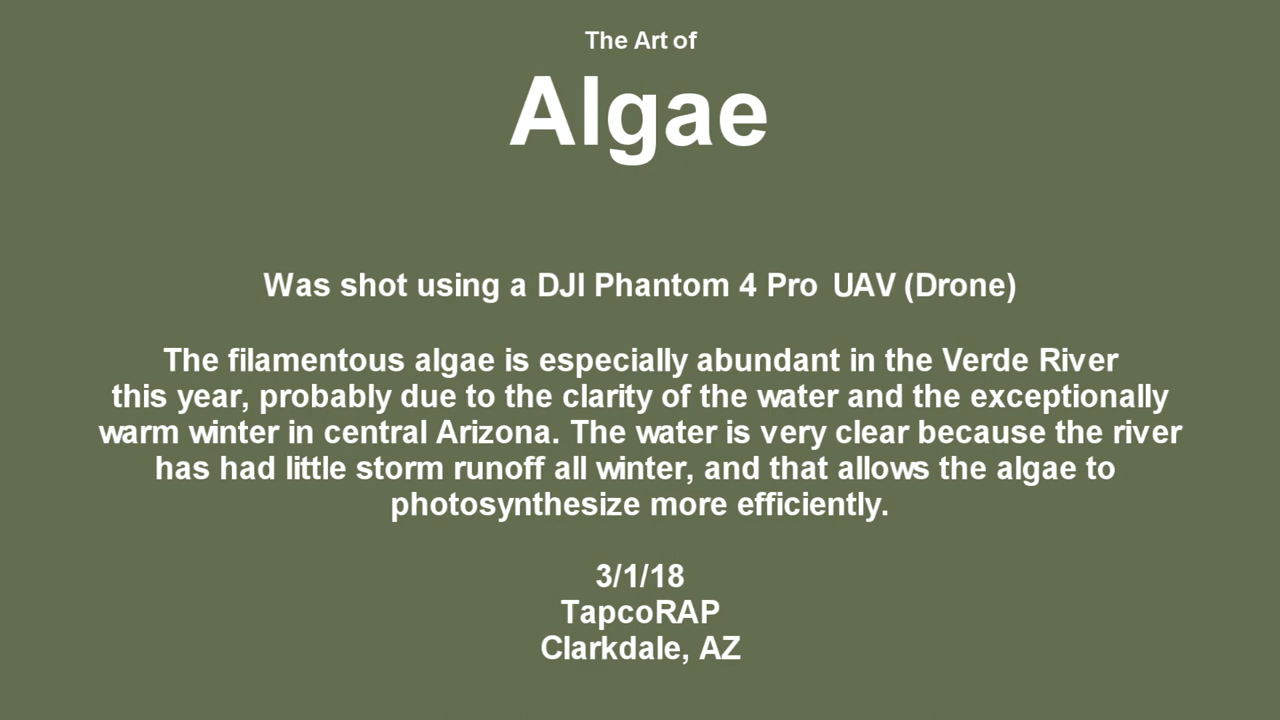 The Art of
Algae
Was shot using a DJI Phantom 4 Pro UAV (Drone)
The filamentous algae is especially abundant in the Verde River
this year, probably due to the clarity of the water and the exceptionally
warm winter in central Arizona. The water is very clear because the river
has had little storm runoff all winter, and that allows the algae to
photosynthesize more efficiently.
3/1/18
TapcoRAP
Clarkdale, AZ